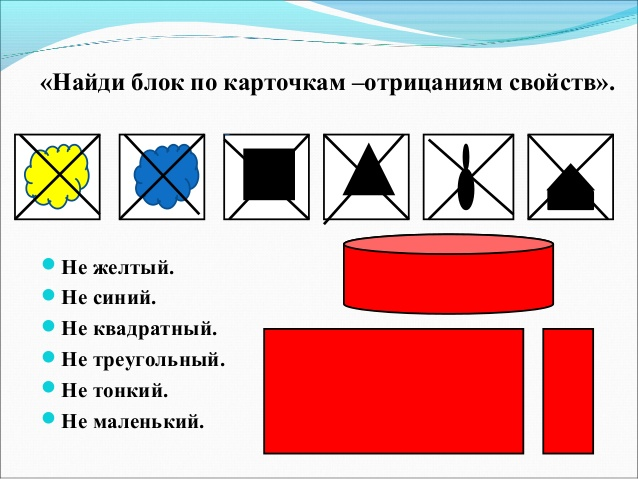 «Найди блок по карточкам –отрицаниям свойств».
Не желтый.
Не синий.
Не квадратный.
Не треугольный.
Не тонкий.
Не маленький.